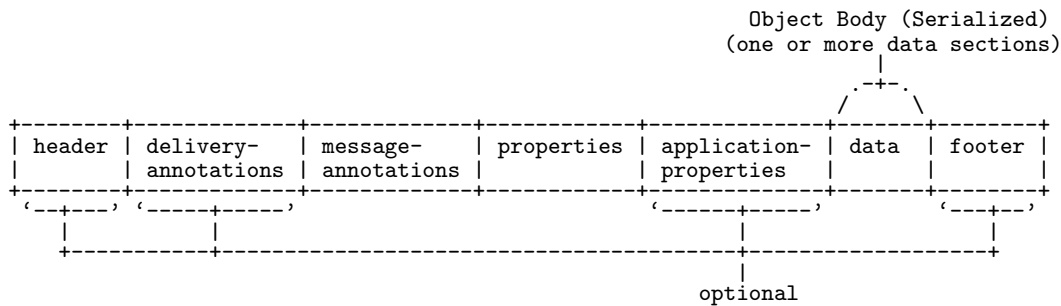 Object Body (Serialized)
(one or more data sections)
header | delivery- | message- | properties | application- | data | footer
annotations | annotations | properties
optional